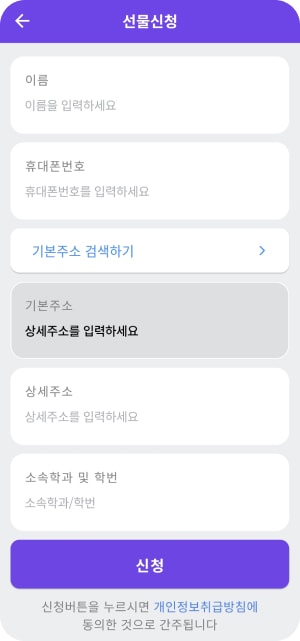 선물신청
이름
이름을 입력하세요
휴대폰번호
휴대폰번호를 입력하세요
기본주소 검색하기
기본주소
상세주소를 입력하세요
상세주소
상세주소를 입력하세요
소속학과 및 학번
소속학과/학번
신청
신청버튼을 누르시면 개인정보취급방침에
동의한 것으로 간주됩니다